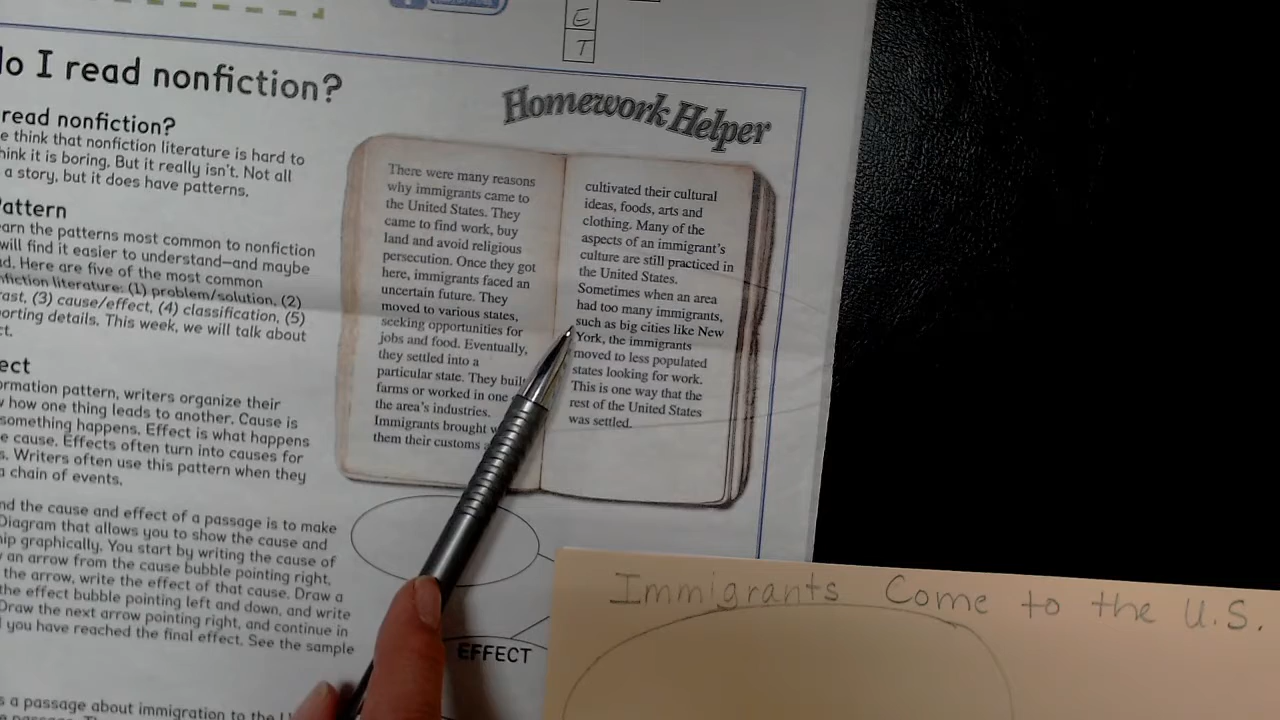 E
T
do I read nonfiction?
Homework Helper
read nonfiction?
e think that nonfiction literature is hard to
hink it is boring. But it really isn't. Not all
a story, but it does have patterns.
Pattern
earn the patterns most common to nonfiction
will find it easier to understand—and maybe
ad. Here are five of the most common
nfiction literature: (1) problem/solution, (2)
rast, (3) cause/effect, (4) classification, (5)
porting details. This week, we will talk about
ct.
ect
ormation pattern, writers organize their
w how one thing leads to another. Cause is
something happens. Effect is what happens
e cause. Effects often turn into causes for
s. Writers often use this pattern when they
a chain of events.
nd the cause and effect of a passage is to make
Diagram that allows you to show the cause and
hip graphically. You start by writing the cause of
w an arrow from the cause bubble pointing right,
the arrow, write the effect of that cause. Draw a
the effect bubble pointing left and down, and write
Draw the next arrow pointing right, and continue in
l you have reached the final effect. See the sample
s a passage about immigration to the U
There were many reasons
why immigrants came to
the United States. They
came to find work, buy
land and avoid religious
persecution. Once they got
here, immigrants faced an
uncertain future. They
moved to various states,
seeking opportunities for
jobs and food. Eventually,
they settled into a
particular state. They built
farms or worked in one
the area's industries.
Immigrants brought w
them their customs a
cultivated their cultural
ideas, foods, arts and
clothing. Many of the
aspects of an immigrant's
culture are still practiced in
the United States.
Sometimes when an area
had too many immigrants,
such as big cities like New
York, the immigrants
moved to less populated
states looking for work.
This is one way that the
rest of the United States
was settled.
EFFECT
Immigrants Come to the U.S.